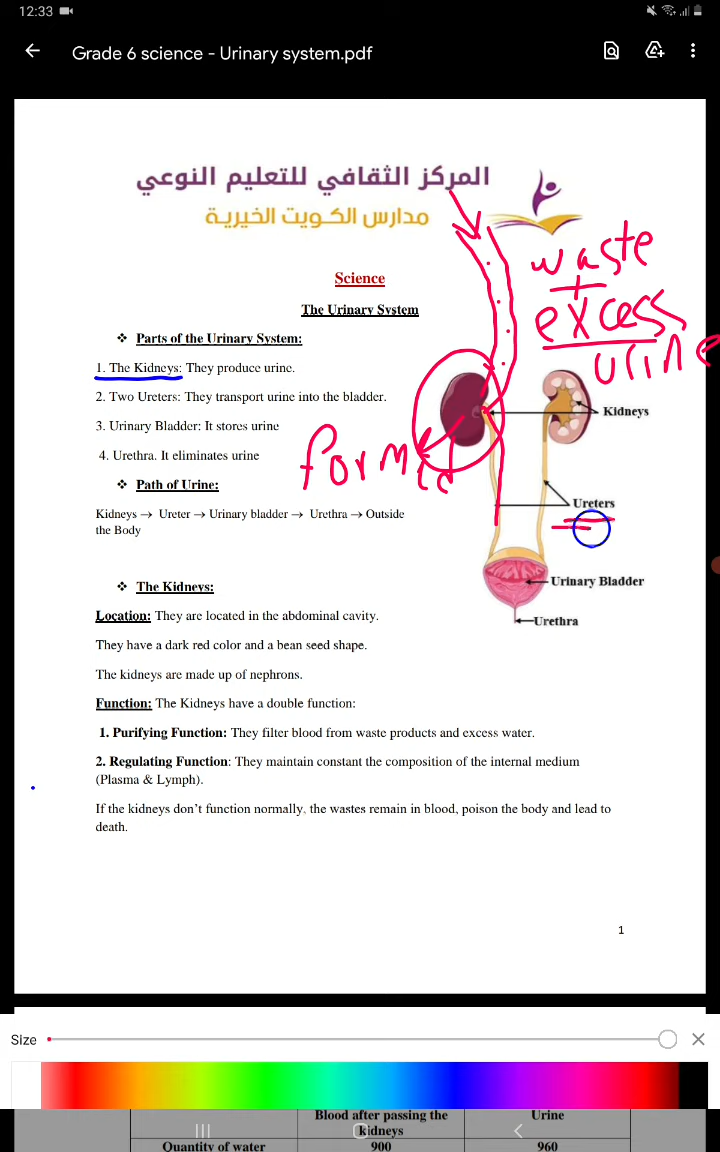 12:33
Grade 6 science - Urinary system.pdf
المركز الثقافي للتعليم النوعي
مدارس الكويت الخيرية
waste
+
excess
urine
Science
The Urinary System
❖ Parts of the Urinary System:
1. The Kidneys: They produce urine.
2. Two Ureters: They transport urine into the bladder.
3. Urinary Bladder: It stores urine
4. Urethra. It eliminates urine
formed
Kidneys
Ureters
Urinary Bladder
Urethra
❖ Path of Urine:
Kidneys → Ureter → Urinary bladder → Urethra → Outside
the Body
❖ The Kidneys:
Location: They are located in the abdominal cavity.
They have a dark red color and a bean seed shape.
The kidneys are made up of nephrons.
Function: The Kidneys have a double function:
1. Purifying Function: They filter blood from waste products and excess water.
2. Regulating Function: They maintain constant the composition of the internal medium
(Plasma & Lymph).
If the kidneys don't function normally, the wastes remain in blood, poison the body and lead to
death.
1
Size
Blood after passing the
kidneys
Urine
Quantity of water 900 960